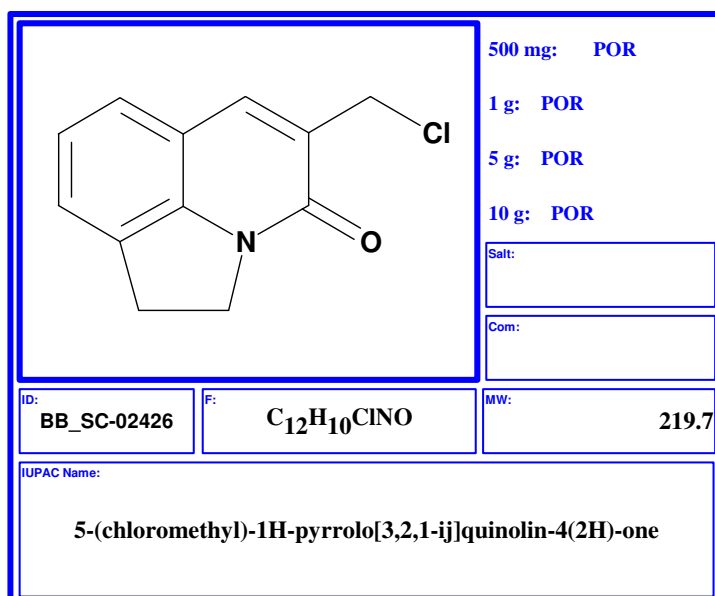 Cl
N
O
500 mg: POR
1 g: POR
5 g: POR
10 g: POR
Salt:
Com:
ID:
BB_SC-02426
F:
C12H10ClNO
MW:
219.7
IUPAC Name:
5-(chloromethyl)-1H-pyrrolo[3,2,1-ij]quinolin-4(2H)-one